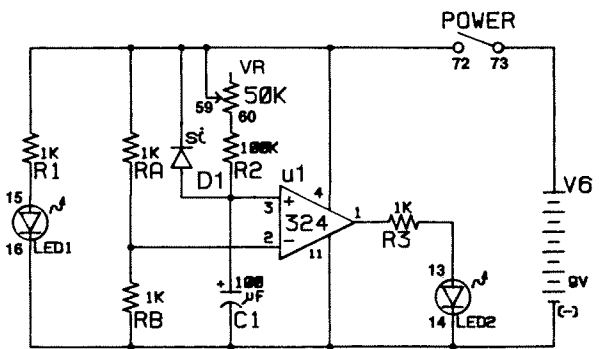 POWER
72 73
VR
59 50K
60
Si
1K
R1
1K
RA
100K
R2
D1
u1
4
V6
15
16 LED1
3 +
324
2 -
11
1
1K
R3
9V
(-)
13
14 LED2
1K
RB
+ 100
µF
C1